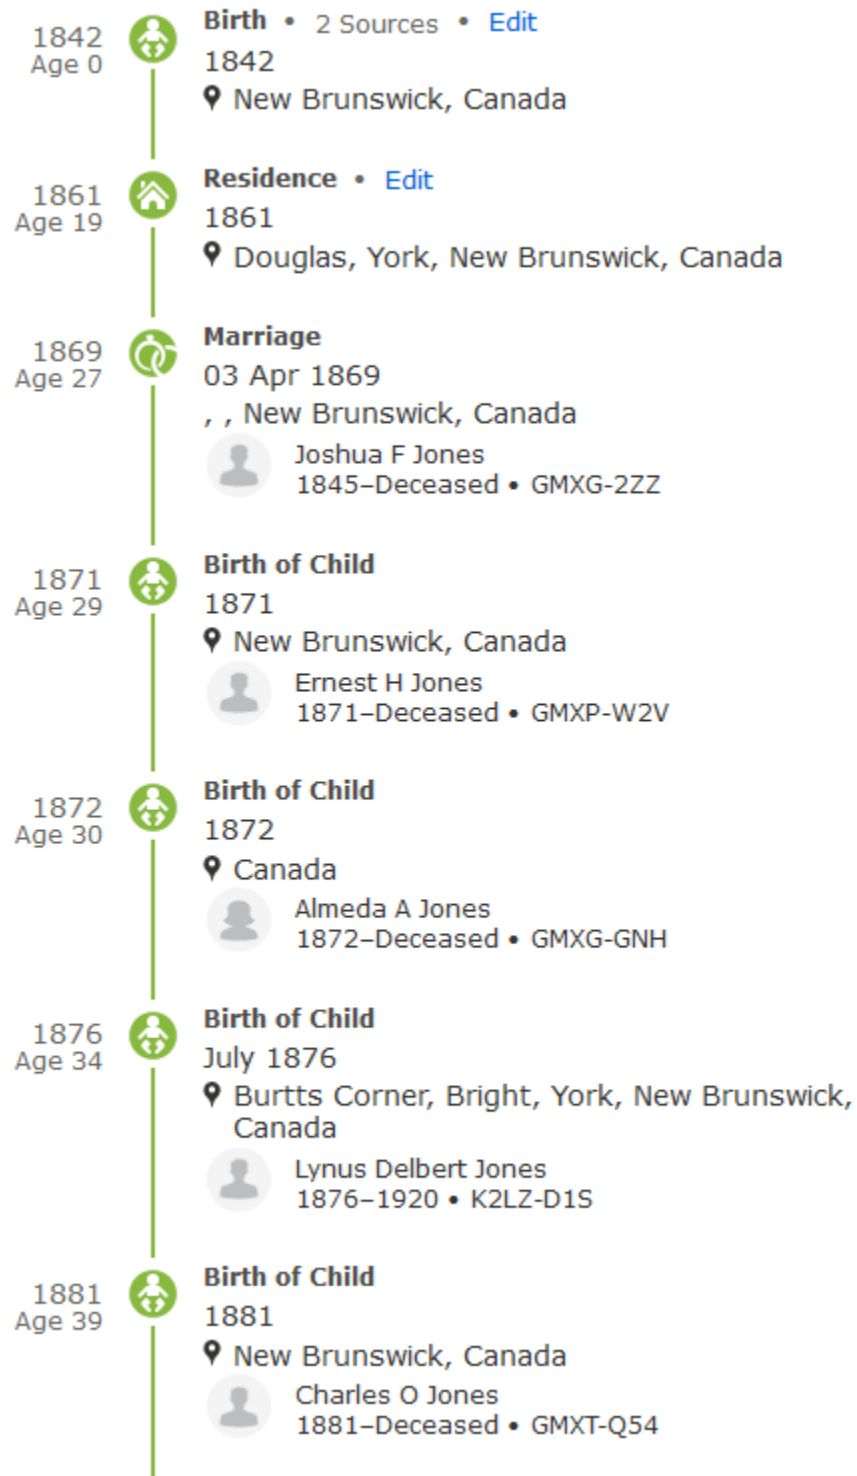 1842
Age 0
Birth • 2 Sources • Edit
1842
New Brunswick, Canada
1861
Age 19
Residence • Edit
1861
Douglas, York, New Brunswick, Canada
1869
Age 27
Marriage
03 Apr 1869
, , New Brunswick, Canada
Joshua F Jones
1845–Deceased • GMXG-2ZZ
1871
Age 29
Birth of Child
1871
New Brunswick, Canada
Ernest H Jones
1871–Deceased • GMXP-W2V
1872
Age 30
Birth of Child
1872
Canada
Almeda A Jones
1872–Deceased • GMXG-GNH
1876
Age 34
Birth of Child
July 1876
Burtts Corner, Bright, York, New Brunswick,
Canada
Lynus Delbert Jones
1876–1920 • K2LZ-D1S
1881
Age 39
Birth of Child
1881
New Brunswick, Canada
Charles O Jones
1881–Deceased • GMXT-Q54